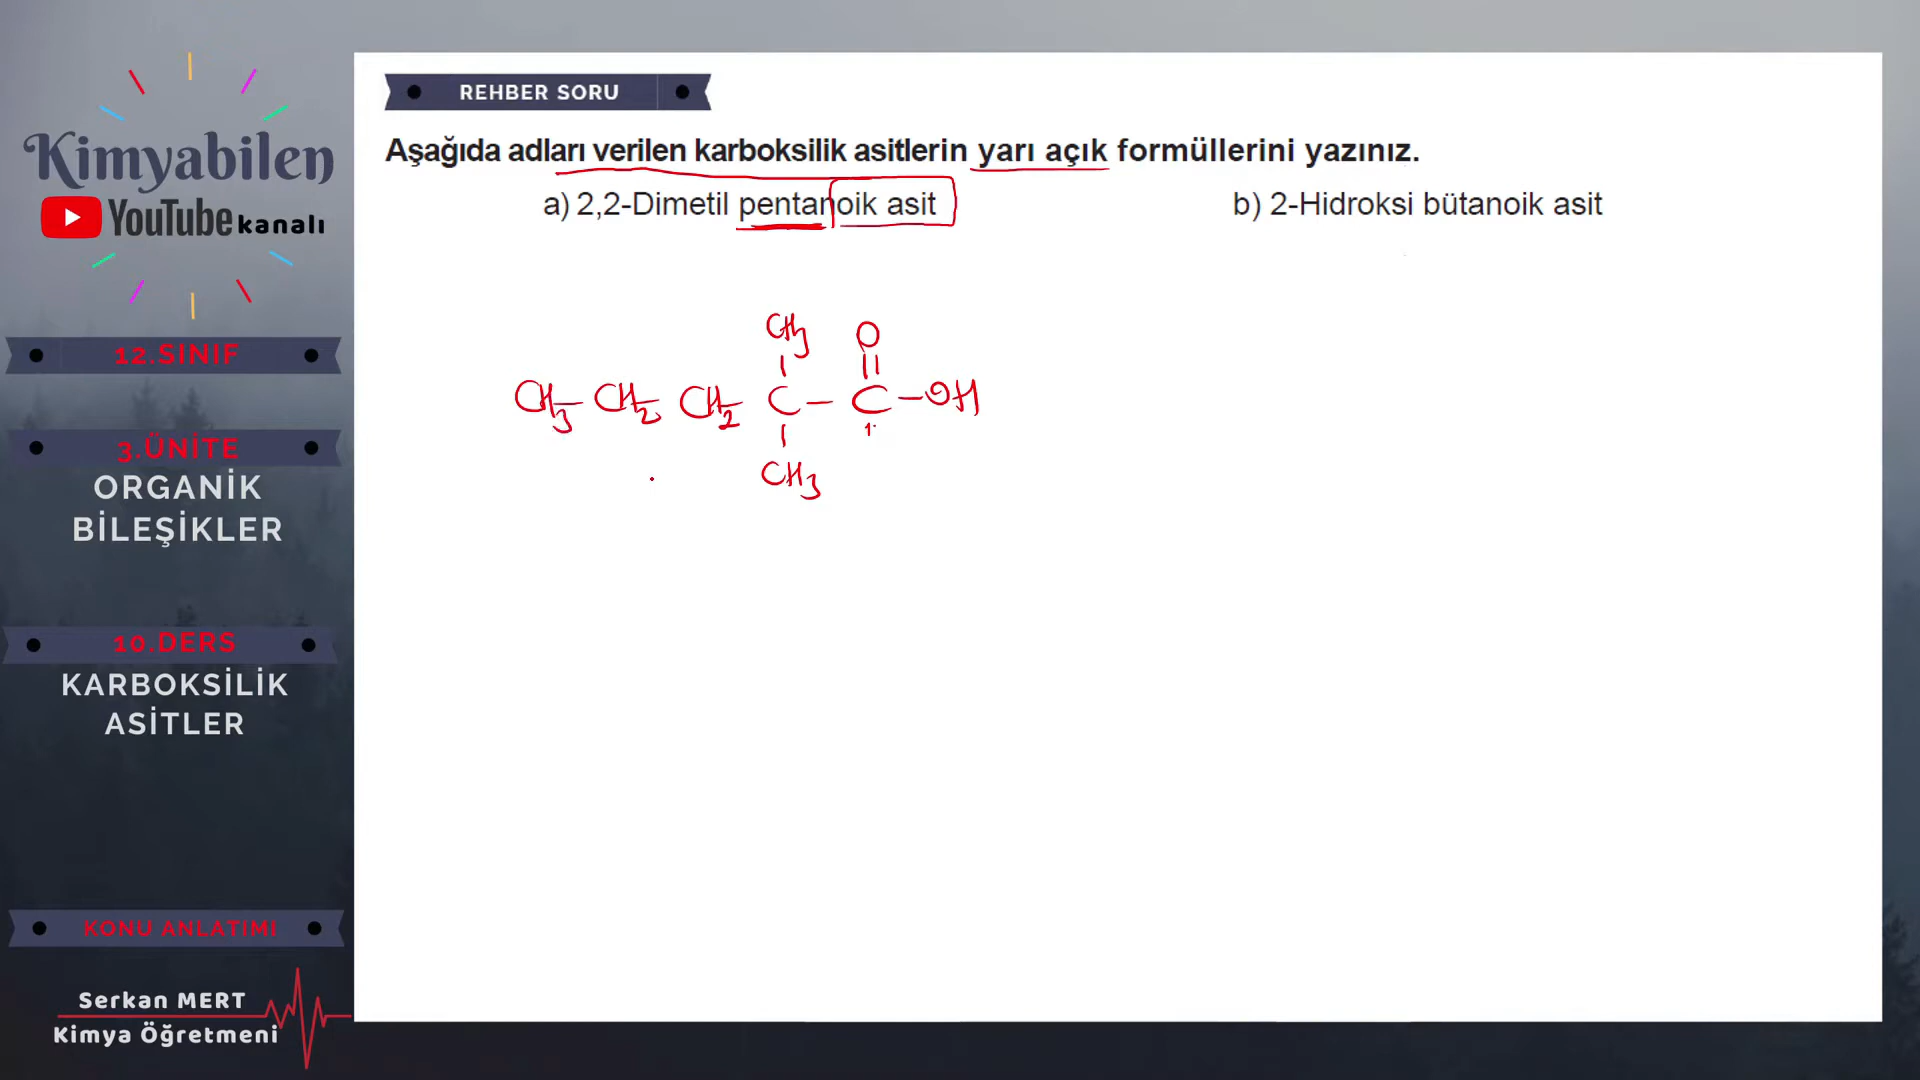 Kimyabilen
YouTube kanalı
12.SINIF
3.ÜNİTE
ORGANİK
BİLEŞİKLER
10.DERS
KARBOKSİLİK
ASİTLER
KONU ANLATIMI
Serkan MERT
Kimya Öğretmeni
REHBER SORU
Aşağıda adları verilen karboksilik asitlerin yarı açık formüllerini yazınız.
a) 2,2-Dimetil pentanoik asit b) 2-Hidroksi bütanoik asit
CH3 O
CH3 – CH2 – CH2 – C – C – OH
1
CH3